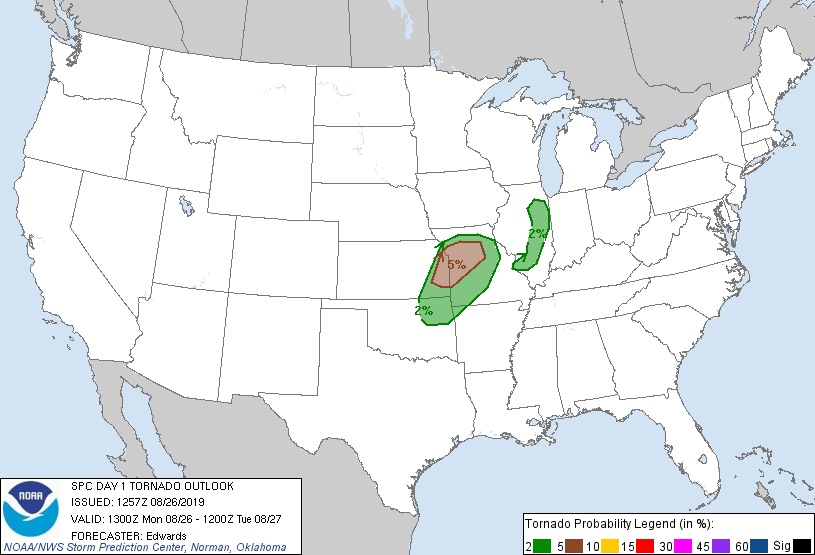 2%
5%
2%
NOAA
SPC DAY 1 TORNADO OUTLOOK
ISSUED: 1257Z 08/26/2019
VALID: 1300Z Mon 08/26 - 1200Z Tue 08/27
FORECASTER: Edwards
NOAA/NWS Storm Prediction Center, Norman, Oklahoma
Tornado Probability Legend (in %):
2 5 10 15 30 45 60 Sig